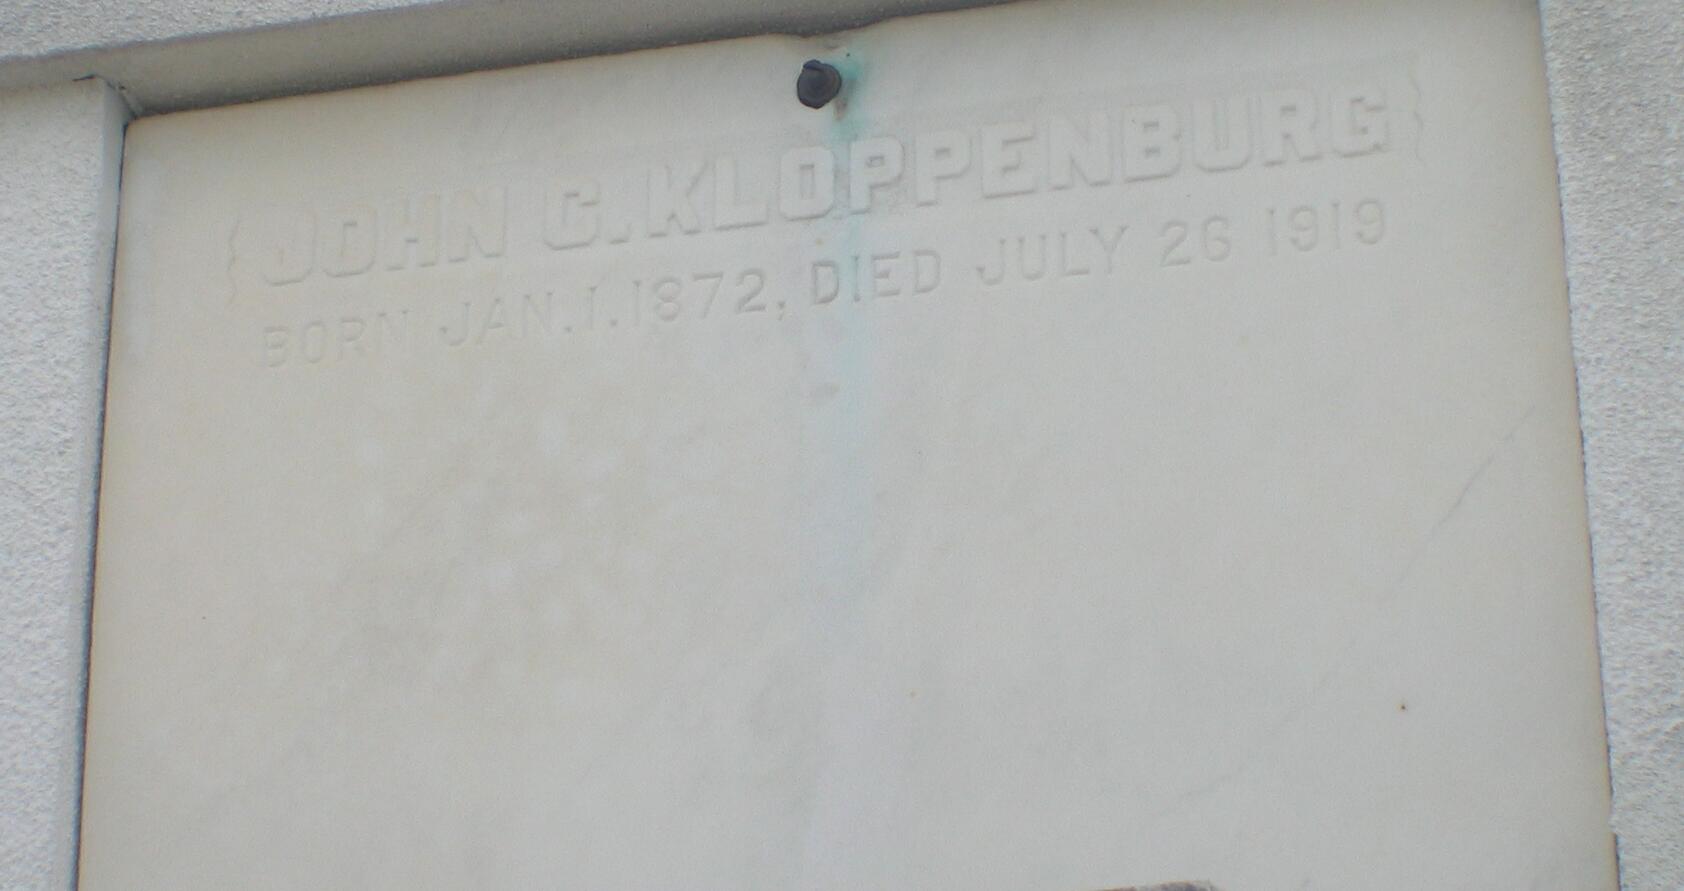 JOHN C. KLOPPENBURG
BORN JAN. 1. 1872, DIED JULY 26 1919